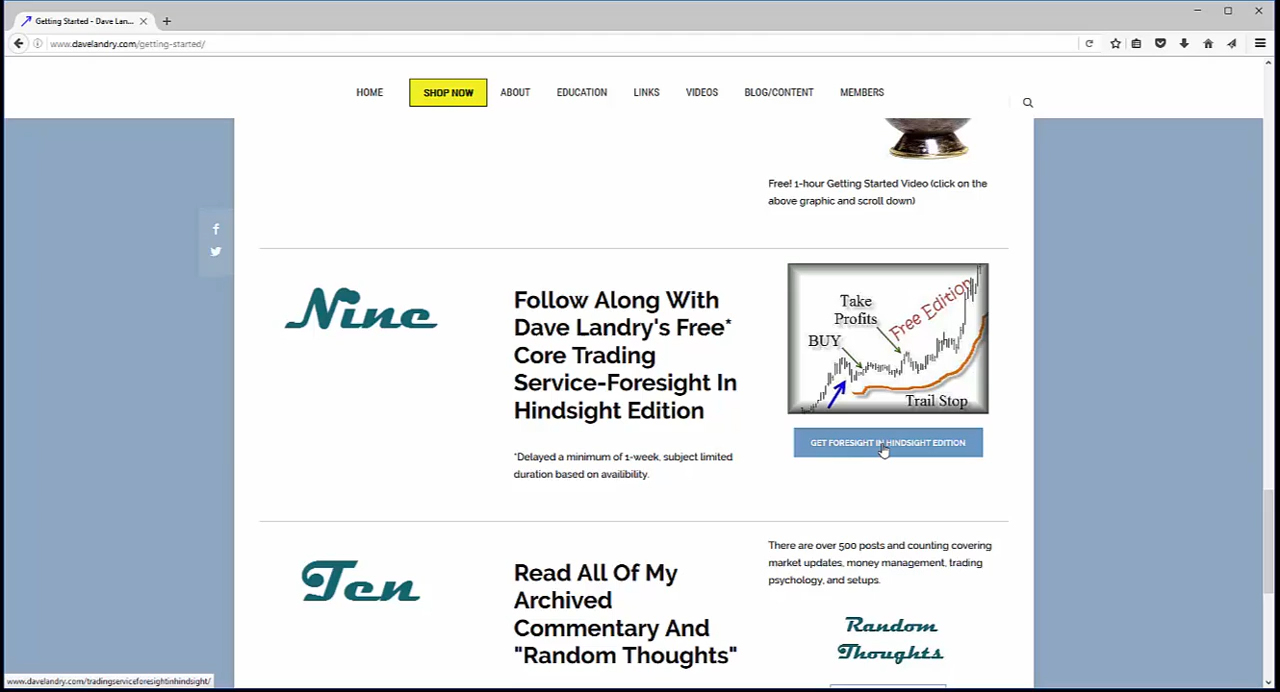 Getting Started - Dave Lan...
www.davelandry.com/getting-started/
HOME
SHOP NOW
ABOUT
EDUCATION
LINKS
VIDEOS
BLOG/CONTENT
MEMBERS
Free! 1-hour Getting Started Video (click on the
above graphic and scroll down)
Nine
Follow Along With
Dave Landry's Free*
Core Trading
Service-Foresight In
Hindsight Edition
*Delayed a minimum of 1-week, subject limited
duration based on availibility.
Take
Profits
Free Edition
BUY
Trail Stop
GET FORESIGHT IN HINDSIGHT EDITION
Ten
Read All Of My
Archived
Commentary And
"Random Thoughts"
There are over 500 posts and counting covering
market updates, money management, trading
psychology, and setups.
Random
Thoughts
www.davelandry.com/tradingserviceforesightinhindsight/